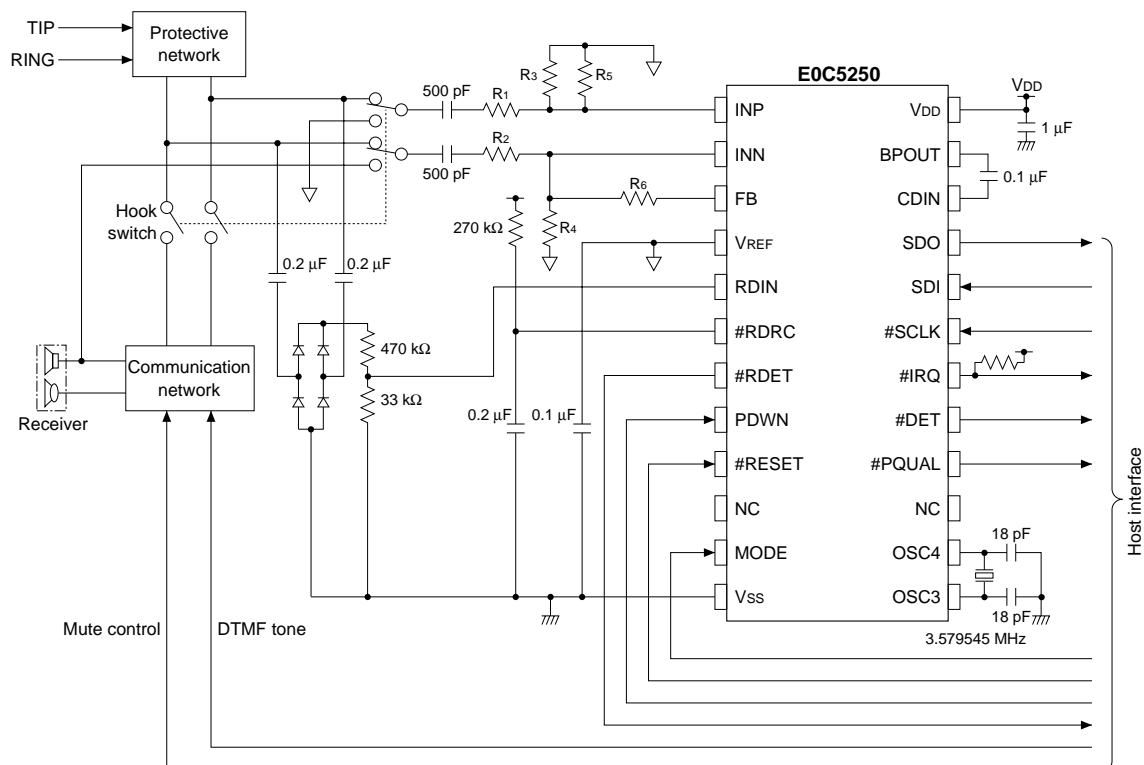 TIP
RING
Protective
network
500 pF
R1
R3
R5
R2
500 pF
R6
R4
270 kΩ
Hook
switch
0.2 μF
0.2 μF
470 kΩ
33 kΩ
0.2 μF
0.1 μF
Communication
network
Receiver
Mute control
DTMF tone
E0C5250
INP
INN
FB
VREF
RDIN
#RDRC
#RDET
PDWN
#RESET
NC
MODE
VSS
VDD
BPOUT
CDIN
SDO
SDI
#SCLK
#IRQ
#DET
#PQUAL
NC
OSC4
OSC3
VDD
1 μF
0.1 μF
18 pF
18 pF
3.579545 MHz
Host interface